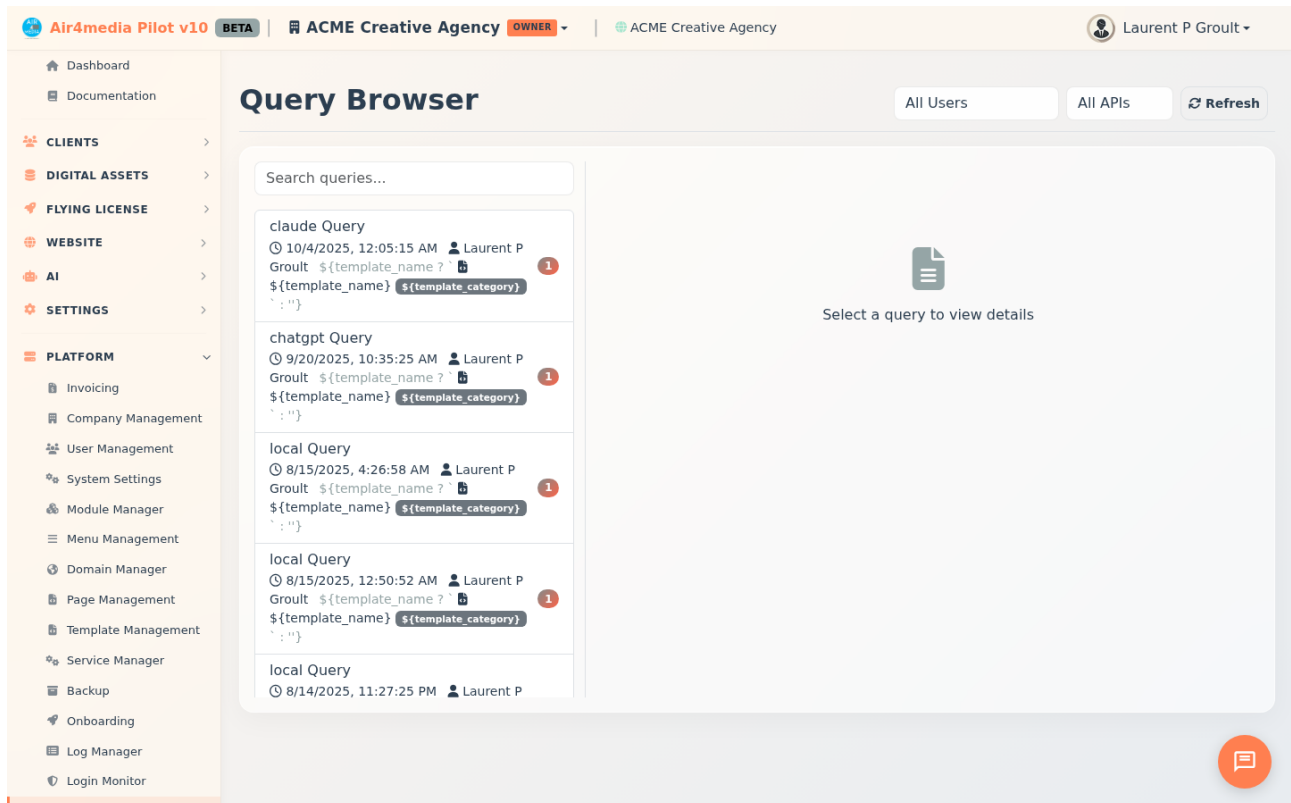 Air4media Pilot v10 BETA | ACME Creative Agency OWNER | ACME Creative Agency Laurent P Groult
Dashboard
Documentation
CLIENTS
DIGITAL ASSETS
FLYING LICENSE
WEBSITE
AI
SETTINGS
PLATFORM
Invoicing
Company Management
User Management
System Settings
Module Manager
Menu Management
Domain Manager
Page Management
Template Management
Service Manager
Backup
Onboarding
Log Manager
Login Monitor
Query Browser
All Users
All APIs
Refresh
Search queries...
claude Query
10/4/2025, 12:05:15 AM Laurent P
Groult ${template_name ? `
${template_name} ${template_category}
` : ''}
1
chatgpt Query
9/20/2025, 10:35:25 AM Laurent P
Groult ${template_name ? `
${template_name} ${template_category}
` : ''}
1
local Query
8/15/2025, 4:26:58 AM Laurent P
Groult ${template_name ? `
${template_name} ${template_category}
` : ''}
1
local Query
8/15/2025, 12:50:52 AM Laurent P
Groult ${template_name ? `
${template_name} ${template_category}
` : ''}
1
local Query
8/14/2025, 11:27:25 PM Laurent P
Select a query to view details